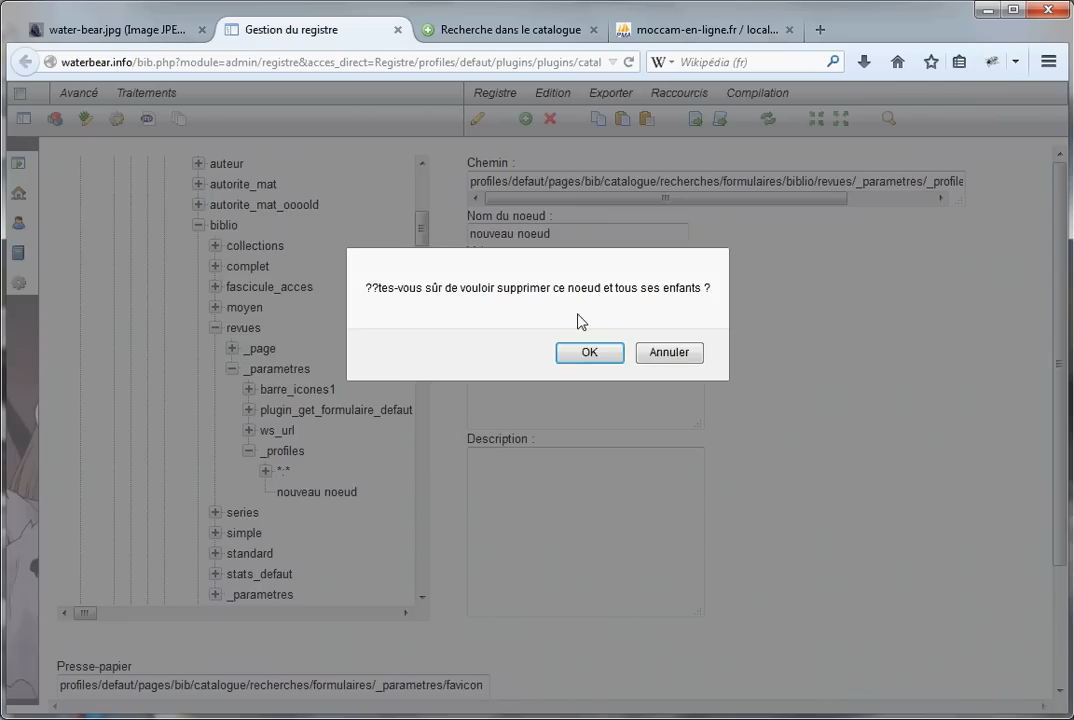 water-bear.jpg (Image JPE...
Gestion du registre
Recherche dans le catalogue
moccam-en-ligne.fr / local...
waterbear.info/bib.php?module=admin/registre&acces_direct=Registre/profiles/defaut/plugins/plugins/catal
W
Wikipédia (fr)
Avancé
Traitements
Registre
Edition
Exporter
Raccourcis
Compilation
auteur
autorite_mat
autorite_mat_oooold
biblio
collections
complet
fascicule_acces
moyen
revues
_page
_parametres
barre_icones1
plugin_get_formulaire_defaut
ws_url
_profiles
*:*
nouveau noeud
series
simple
standard
stats_defaut
_parametres
Chemin :
profiles/defaut/pages/bib/catalogue/recherches/formulaires/biblio/revues/_parametres/_profile
Nom du noeud :
nouveau noeud
??tes-vous sûr de vouloir supprimer ce noeud et tous ses enfants ?
OK
Annuler
Description :
Presse-papier
profiles/defaut/pages/bib/catalogue/recherches/formulaires/_parametres/favicon